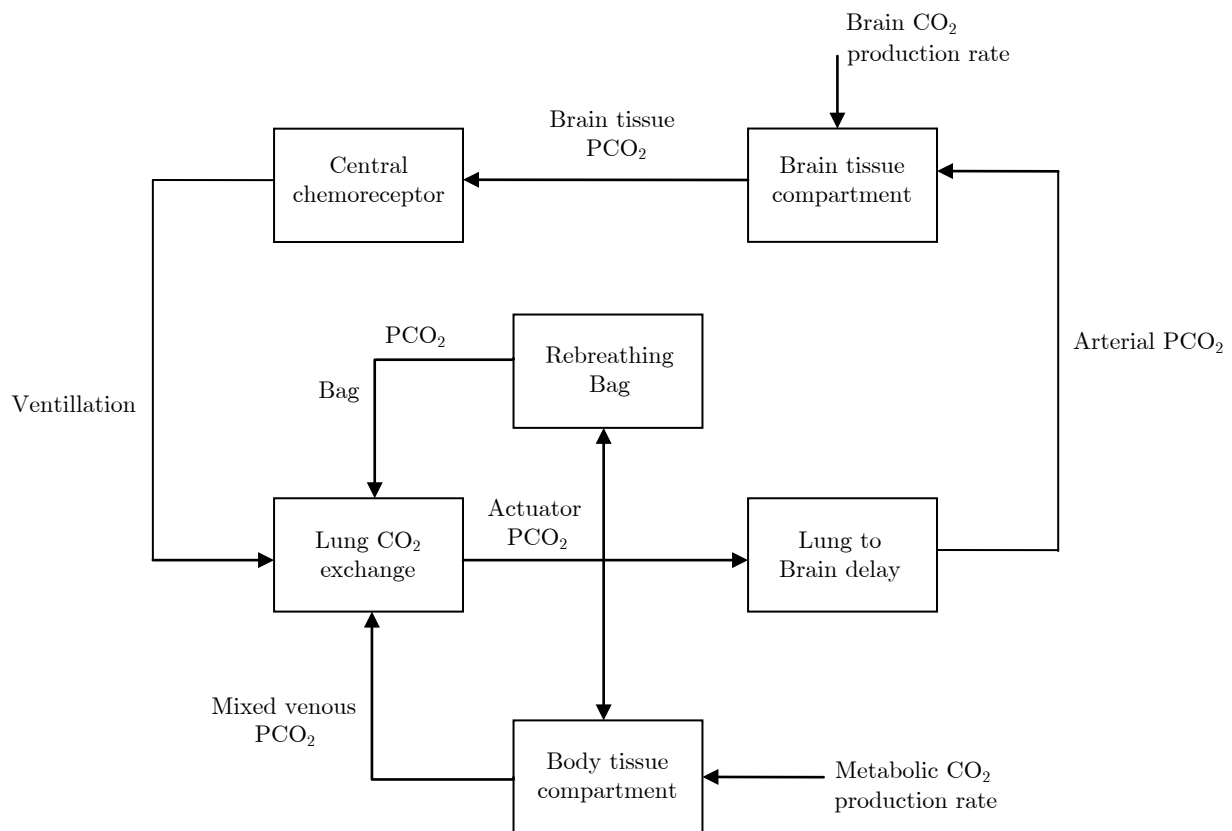 Brain CO₂
production rate
Brain tissue
PCO₂
Central
chemoreceptor
Brain tissue
compartment
PCO₂
Rebreathing
Bag
Arterial PCO₂
Bag
Ventillation
Actuator
PCO₂
Lung CO₂
exchange
Lung to
Brain delay
Mixed venous
PCO₂
Body tissue
compartment
Metabolic CO₂
production rate